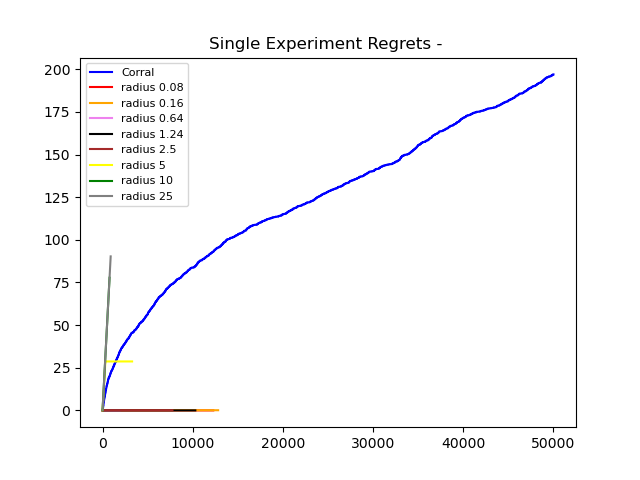 Single Experiment Regrets -
Corral
radius 0.08
radius 0.16
radius 0.64
radius 1.24
radius 2.5
radius 5
radius 10
radius 25
200
175
150
125
100
75
50
25
0
0 10000 20000 30000 40000 50000